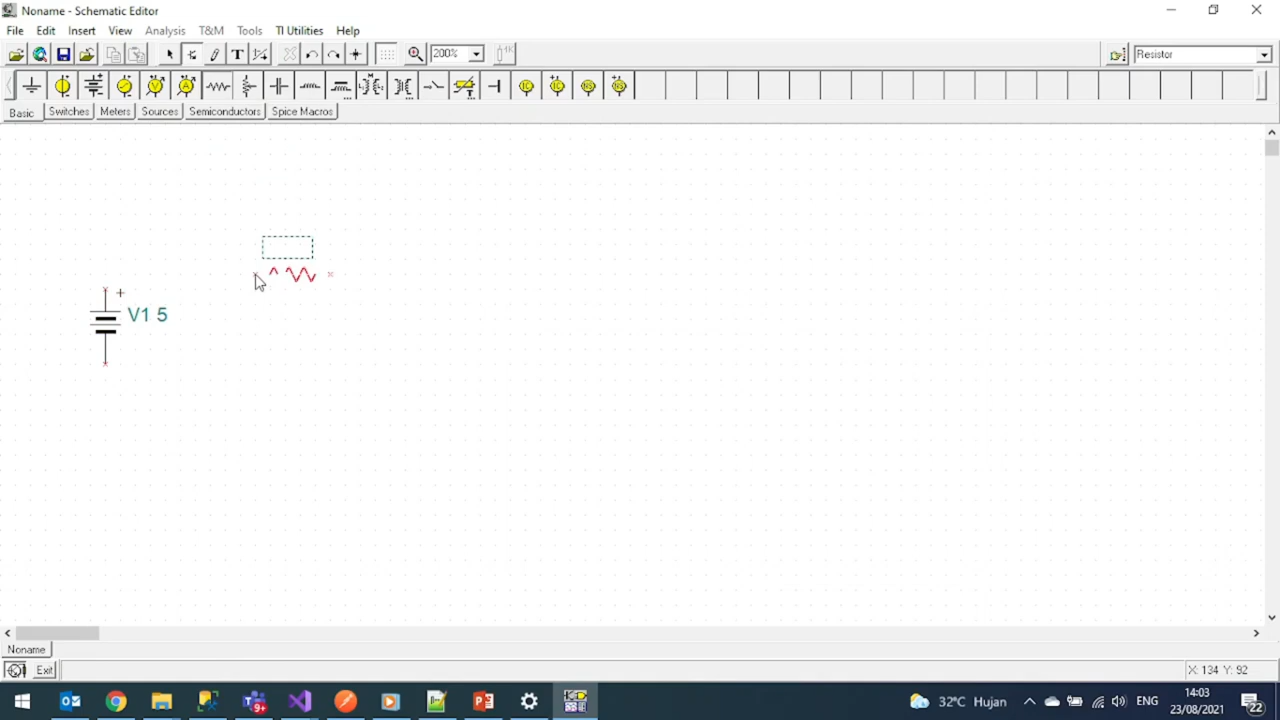 Noname - Schematic Editor
File Edit Insert View Analysis T&M Tools TI Utilities Help
T 200% Resistor
Basic Switches Meters Sources Semiconductors Spice Macros
+
V1 5
Noname
Exit X: 134 Y: 92
9+ 32°C Hujan ENG 14:03 23/08/2021 22